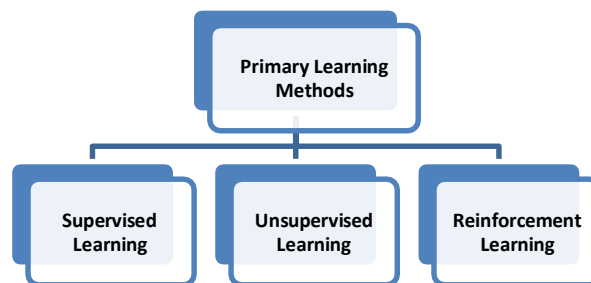 Primary Learning
Methods
Supervised
Learning
Unsupervised
Learning
Reinforcement
Learning